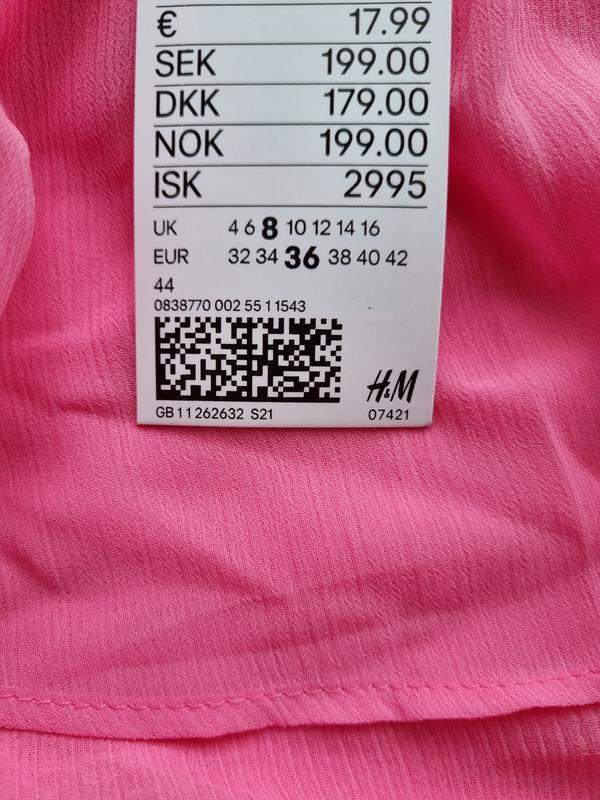 € 17.99
SEK 199.00
DKK 179.00
NOK 199.00
ISK 2995
UK 4 6 8 10 12 14 16
EUR 32 34 36 38 40 42
44
0838770 002 55 1 1543
H&M
GB 11 262632 S21 07421